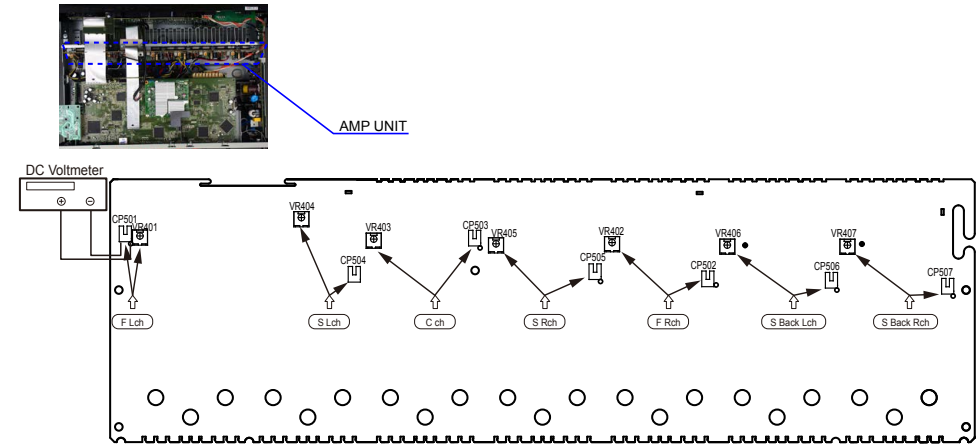 AMP UNIT
DC Voltmeter
CP501
VR401
VR404
CP504
VR403
CP503
VR405
CP505
VR402
CP502
VR406
CP506
VR407
CP507
F Lch
S Lch
C ch
S Rch
F Rch
S Back Lch
S Back Rch